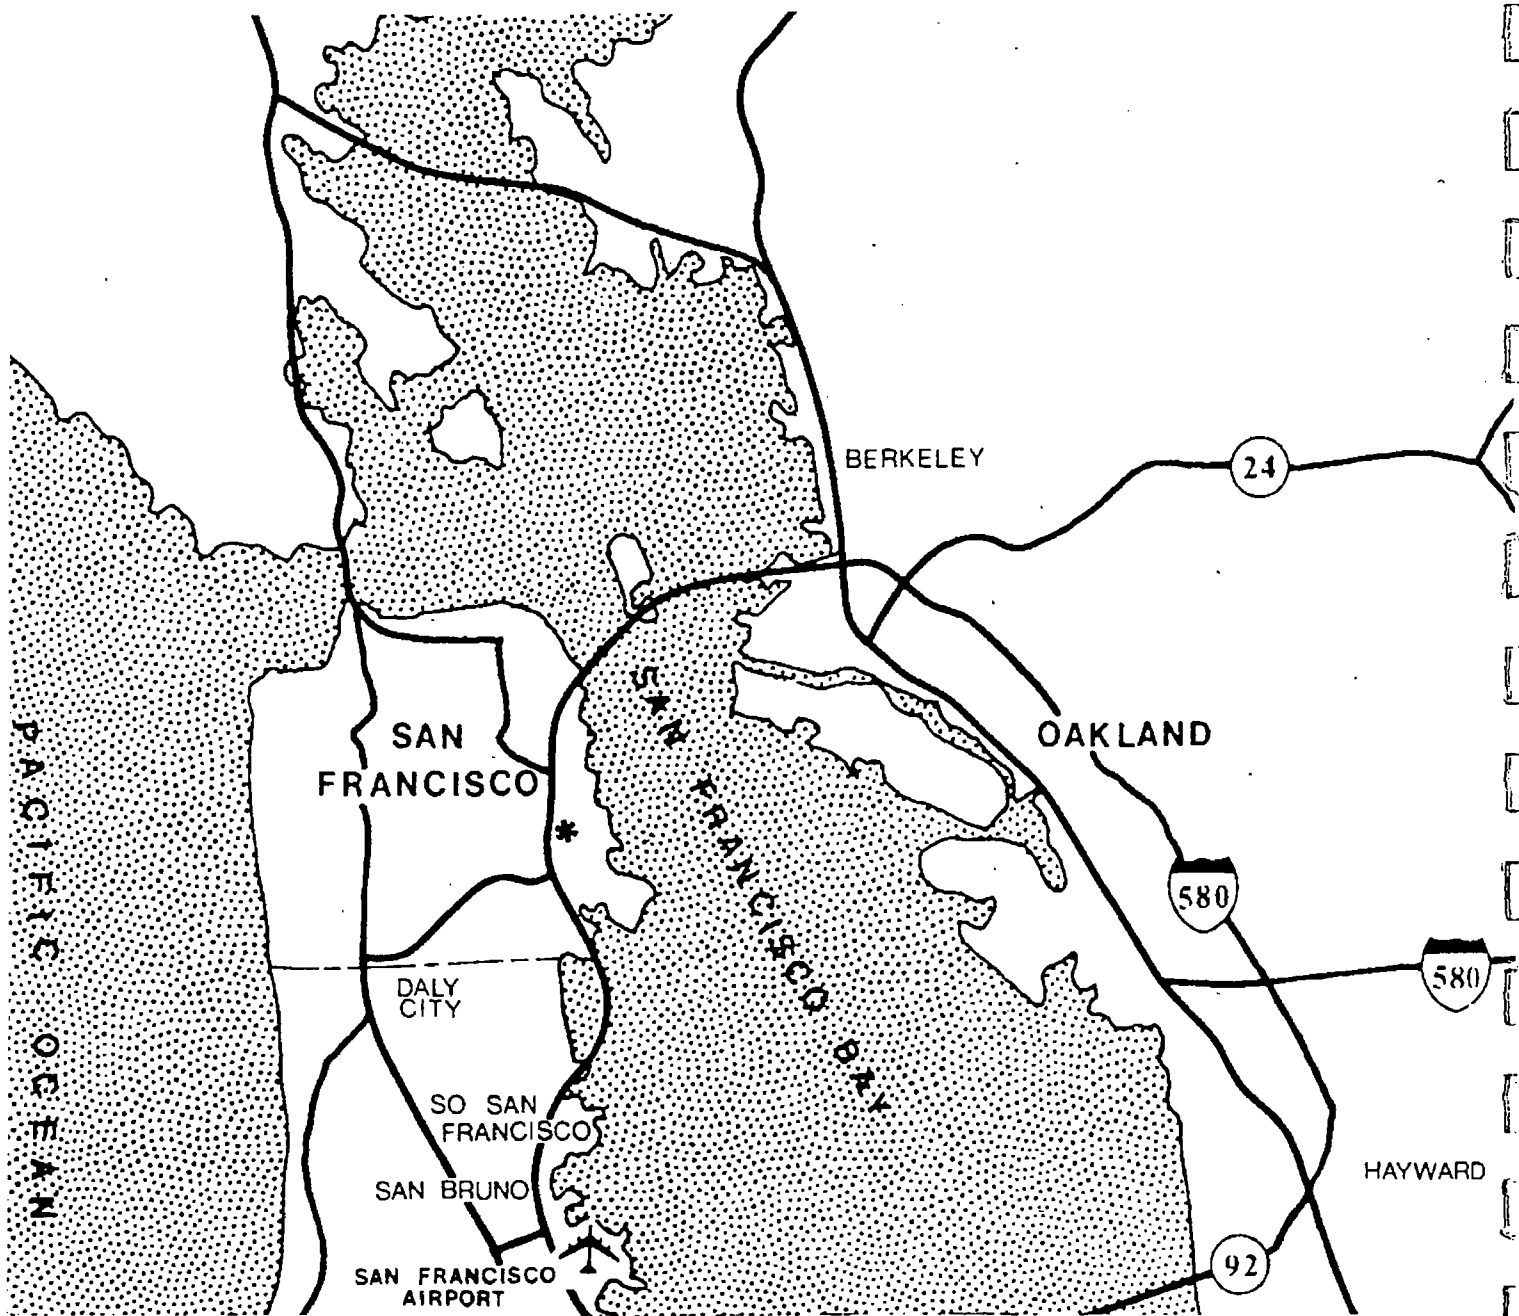 BERKELEY
24
SAN
FRANCISCO
OAKLAND
SAN FRANCISCO BAY
PACIFIC OCEAN
*
580
580
DALY
CITY
SO SAN
FRANCISCO
SAN BRUNO
HAYWARD
92
SAN FRANCISCO
AIRPORT